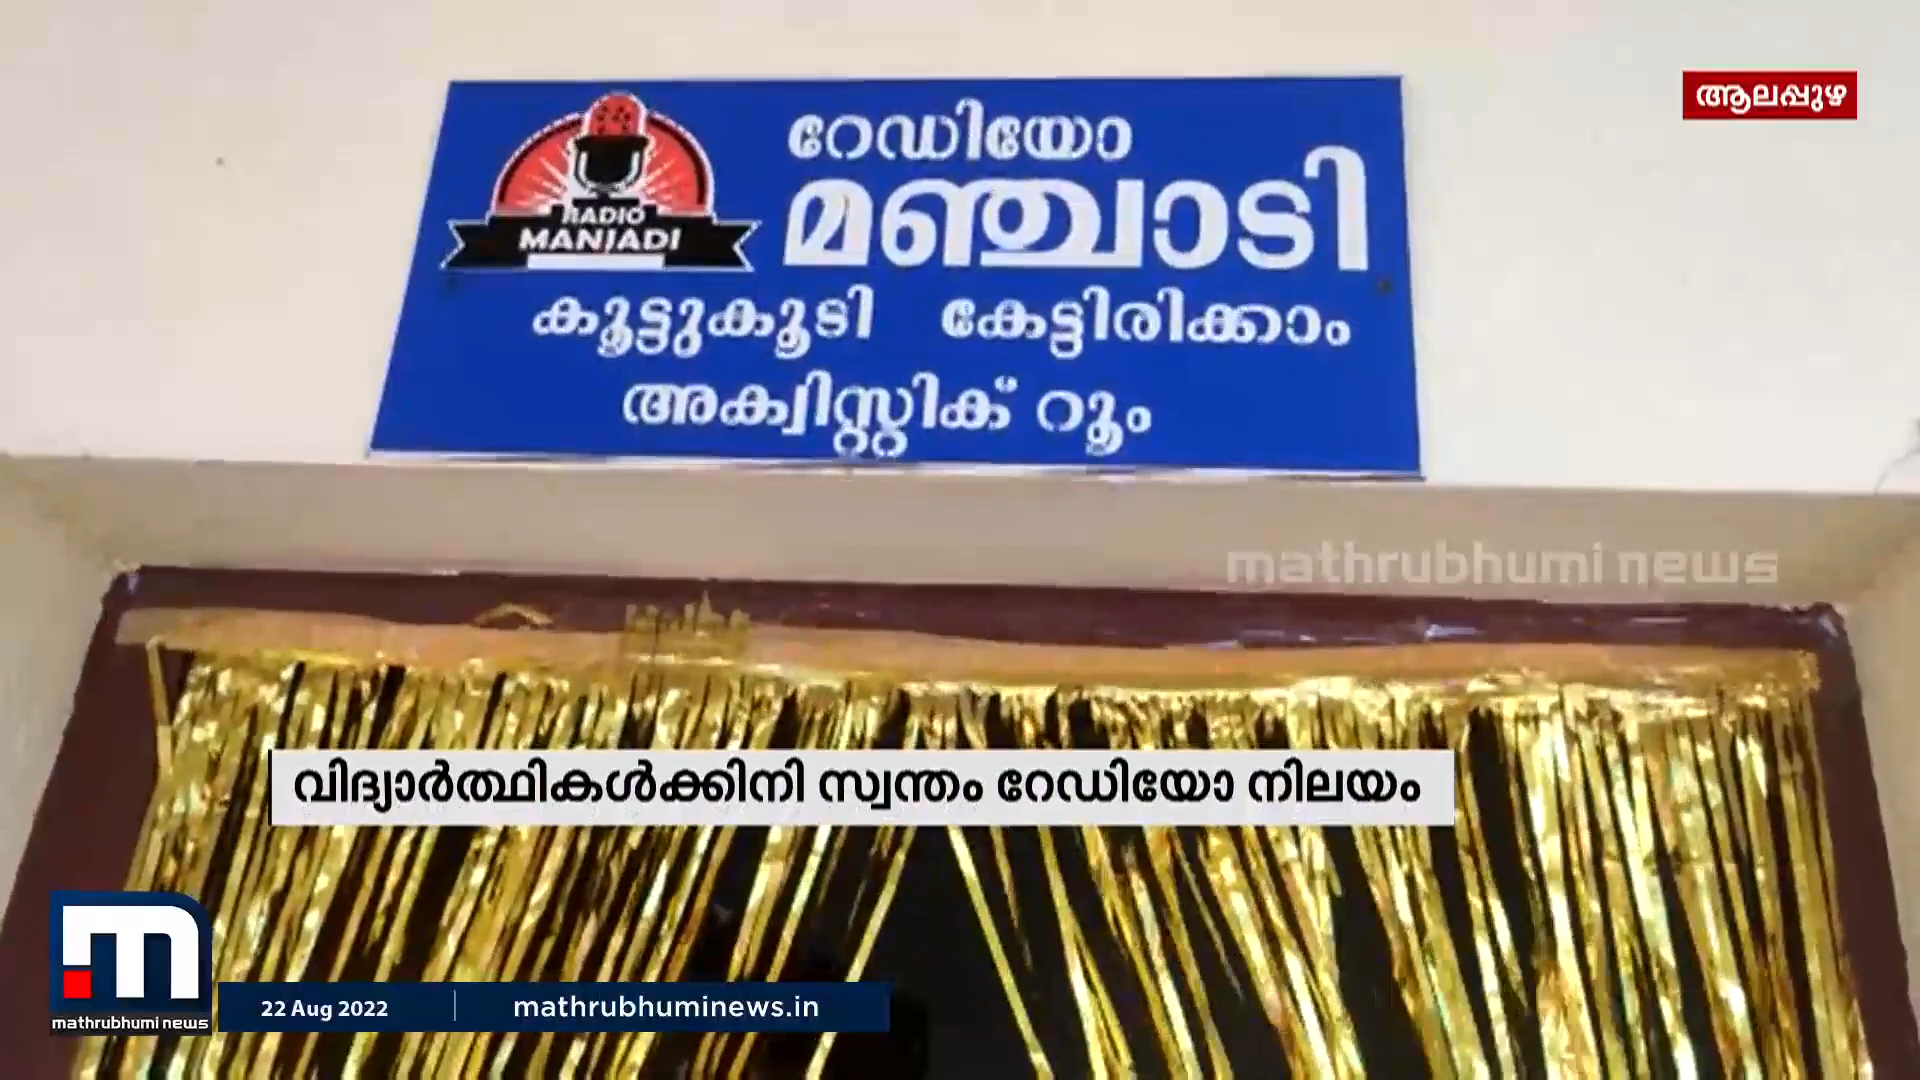 ആലപ്പുഴ
റേഡിയോ
മഞ്ചാടി
RADIO
MANJADI
കൂട്ടുകൂടി കേട്ടിരിക്കാം
അക്വിസ്റ്റിക് റൂം
mathrubhumi news
വിദ്യാർത്ഥികൾക്കിനി സ്വന്തം റേഡിയോ നിലയം
mathrubhumi news
22 Aug 2022
mathrubhuminews.in